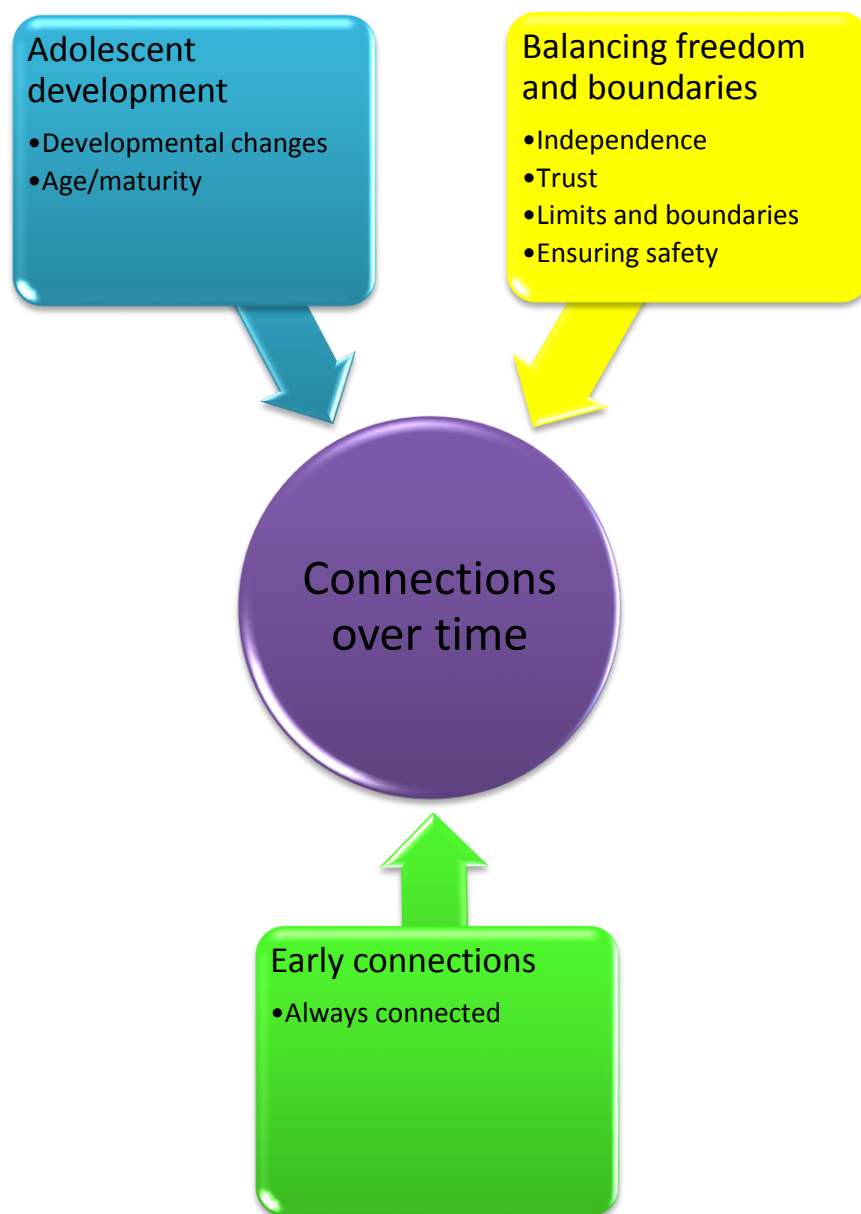 Adolescent
development
•Developmental changes
•Age/maturity
Balancing freedom
and boundaries
•Independence
•Trust
•Limits and boundaries
•Ensuring safety
Connections
over time
Early connections
•Always connected